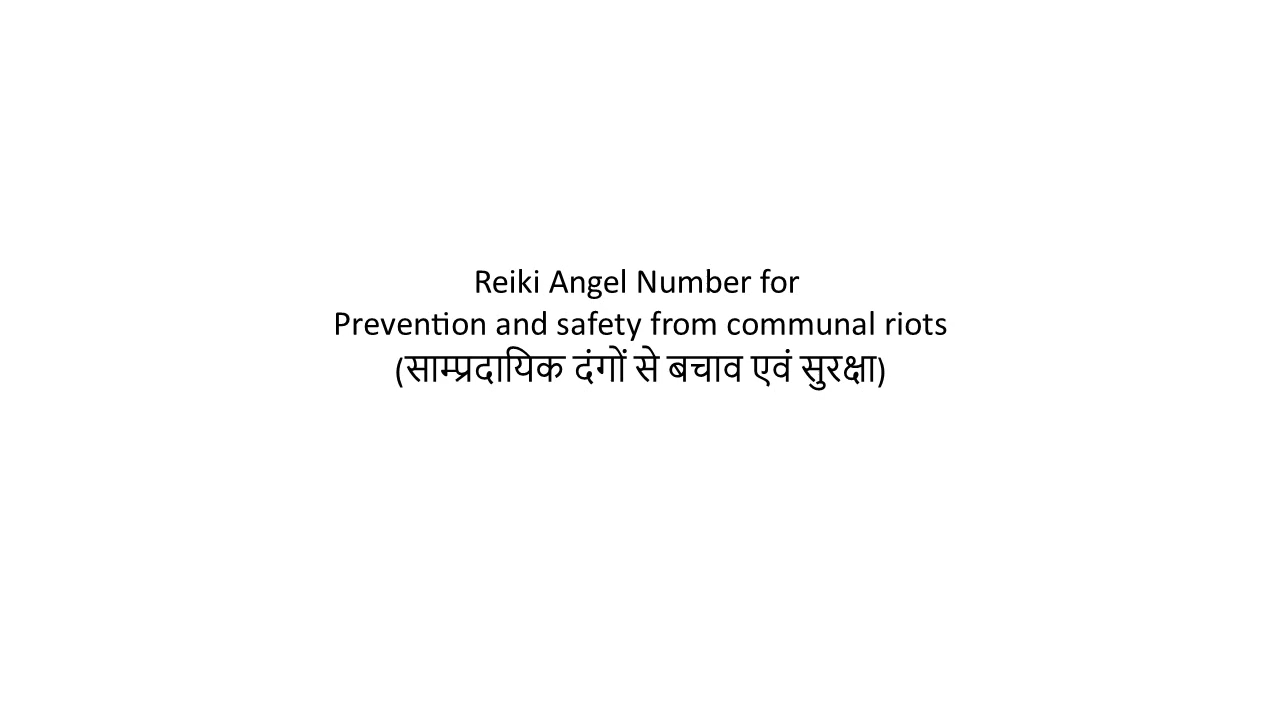 Reiki Angel Number for
Prevention and safety from communal riots
(साम्प्रदायिक दंगों से बचाव एवं सुरक्षा)